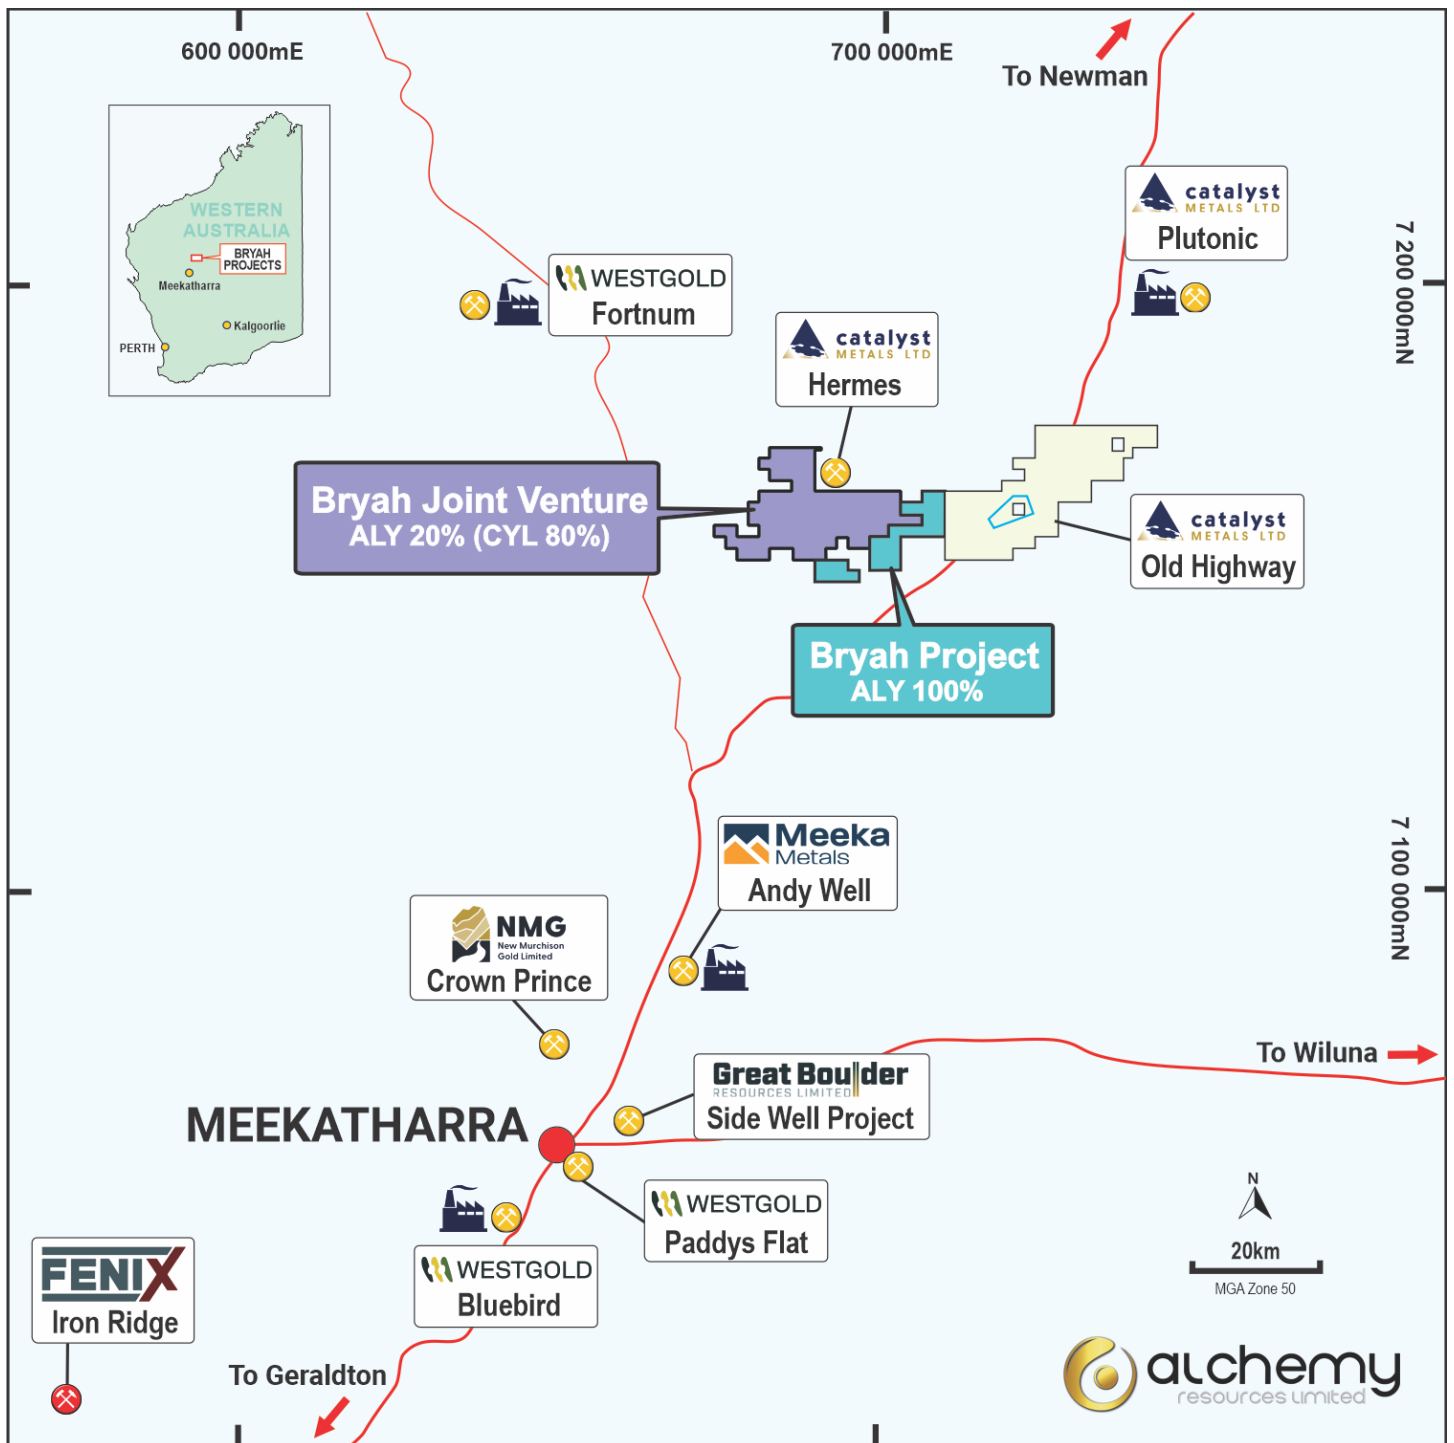 600 000mE
700 000mE
To Newman
WESTERN
AUSTRALIA
BRYAH
PROJECTS
Meekatharra
Kalgoorlie
PERTH
catalyst
METALS LTD
Plutonic
7 200 000mN
WESTGOLD
Fortnum
catalyst
METALS LTD
Hermes
Bryah Joint Venture
ALY 20% (CYL 80%)
catalyst
METALS LTD
Old Highway
Bryah Project
ALY 100%
Meeka
Metals
Andy Well
7 100 000mN
NMG
New Murchison
Gold Limited
Crown Prince
To Wiluna
Great Boulder
RESOURCES LIMITED
Side Well Project
MEEKATHARRA
WESTGOLD
Paddys Flat
N
20km
MGA Zone 50
FENIX
Iron Ridge
WESTGOLD
Bluebird
To Geraldton
alchemy
resources limited